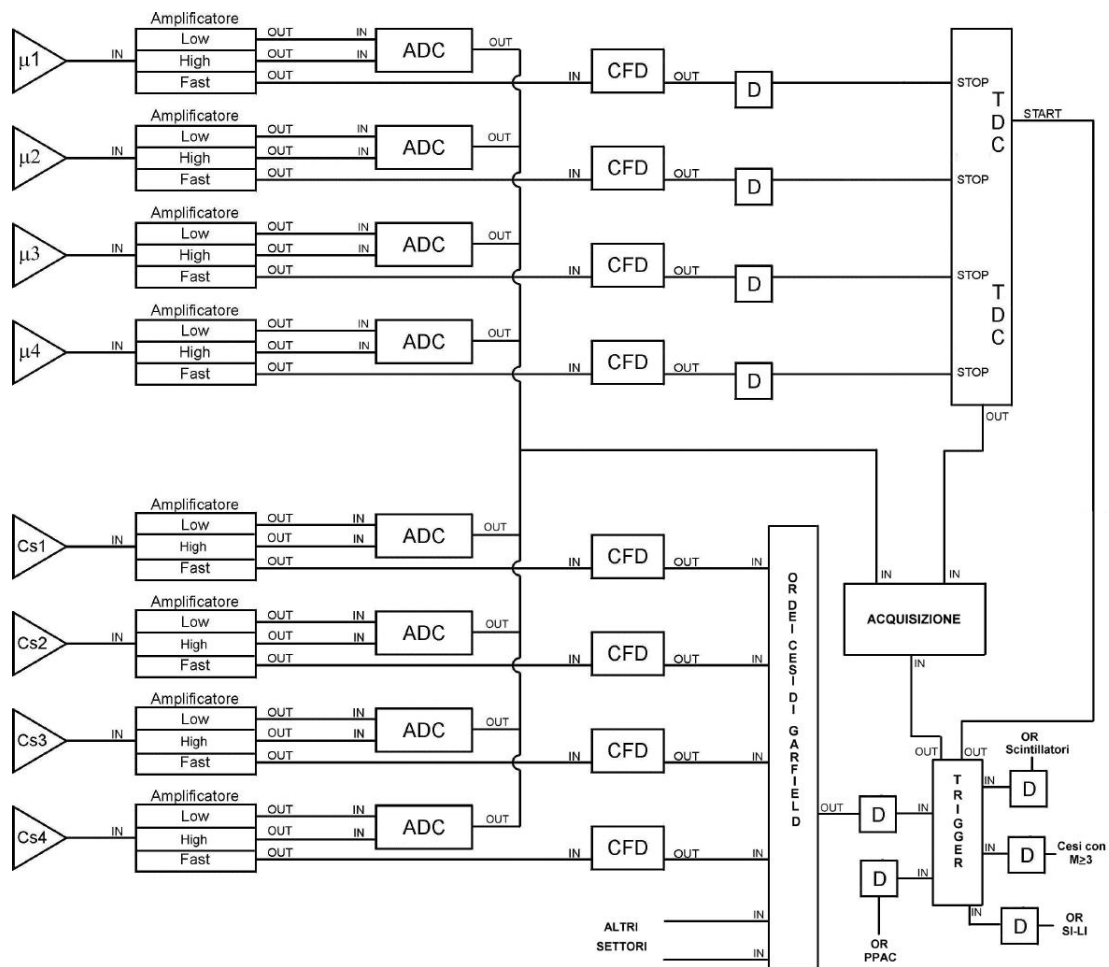 Amplificatore
μ1 IN Low OUT IN ADC OUT
High OUT IN
Fast OUT IN CFD OUT D STOP
TDC START
Amplificatore
μ2 IN Low OUT IN ADC OUT
High OUT IN
Fast OUT IN CFD OUT D STOP
Amplificatore
μ3 IN Low OUT IN ADC OUT
High OUT IN
Fast OUT IN CFD OUT D STOP
TDC
Amplificatore
μ4 IN Low OUT IN ADC OUT
High OUT IN
Fast OUT IN CFD OUT D STOP
OUT
Amplificatore
Cs1 IN Low OUT IN ADC OUT
High OUT IN
Fast OUT IN CFD OUT IN
OR DEI CESI DI GARFIELD
IN IN
ACQUISIZIONE
IN
Amplificatore
Cs2 IN Low OUT IN ADC OUT
High OUT IN
Fast OUT IN CFD OUT IN
Amplificatore
Cs3 IN Low OUT IN ADC OUT
High OUT IN
Fast OUT IN CFD OUT IN
OUT OUT
OR
Scintillatori
IN D
TRIGGER
Amplificatore
Cs4 IN Low OUT IN ADC OUT
High OUT IN
Fast OUT IN CFD OUT IN
OUT D IN
IN D Cesi con
M≥3
D IN
OR
PPAC
IN D OR
SI-LI
ALTRI IN
SETTORI IN